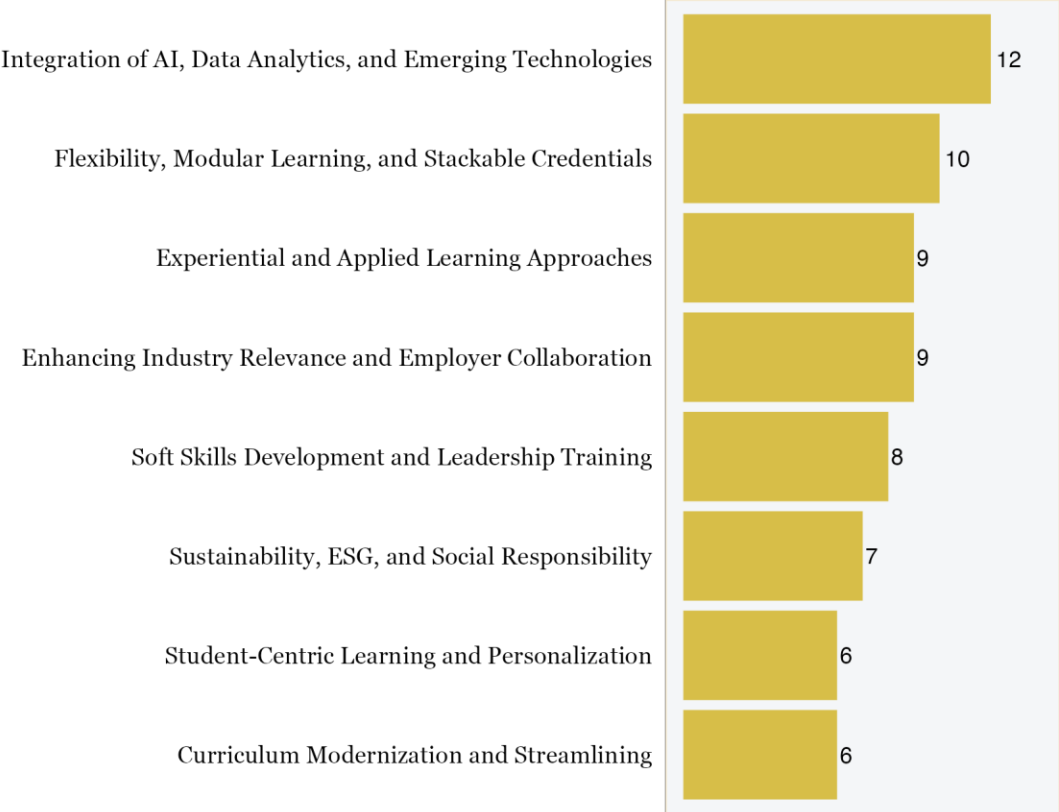 Integration of AI, Data Analytics, and Emerging Technologies 12
Flexibility, Modular Learning, and Stackable Credentials 10
Experiential and Applied Learning Approaches 9
Enhancing Industry Relevance and Employer Collaboration 9
Soft Skills Development and Leadership Training 8
Sustainability, ESG, and Social Responsibility 7
Student-Centric Learning and Personalization 6
Curriculum Modernization and Streamlining 6